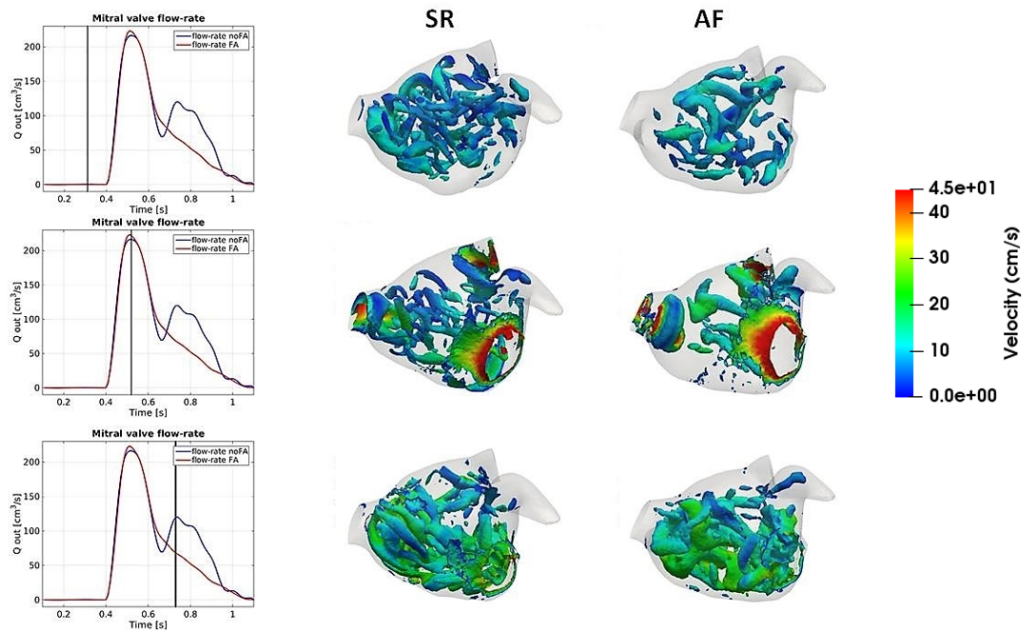 SR
AF
Mitral valve flow-rate
flow-rate noFA
flow-rate FA
200
150
100
50
0
Q out [cm³/s]
0.2 0.4 0.6 0.8 1
Time [s]
Mitral valve flow-rate
flow-rate noFA
flow-rate FA
200
150
100
50
0
Q out [cm³/s]
0.2 0.4 0.6 0.8 1
Time [s]
Mitral valve flow-rate
flow-rate noFA
flow-rate FA
200
150
100
50
0
Q out [cm³/s]
0.2 0.4 0.6 0.8 1
Time [s]
4.5e+01
40
30
20
10
0.0e+00
Velocity (cm/s)